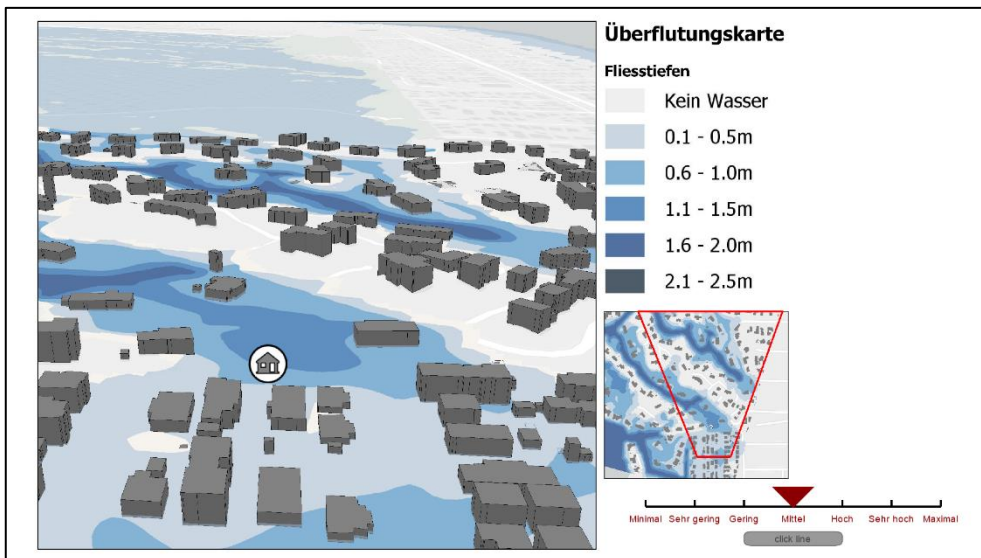 Überflutungskarte
Fliesstiefen
Kein Wasser
0.1 - 0.5m
0.6 - 1.0m
1.1 - 1.5m
1.6 - 2.0m
2.1 - 2.5m
Minimal Sehr gering Gering Mittel Hoch Sehr hoch Maximal
click line